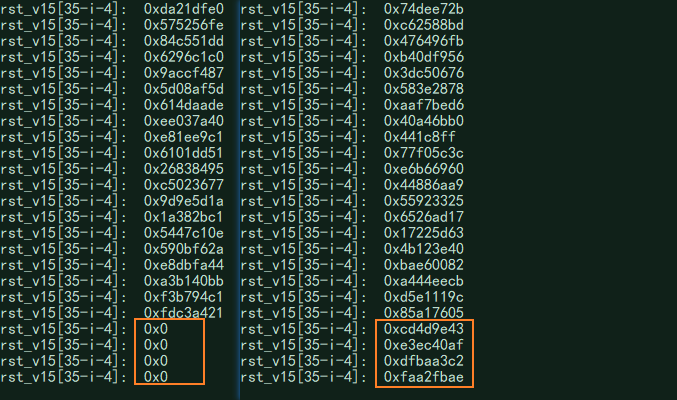 rst_v15[35-i-4]: 0xda21dfe0 rst_v15[35-i-4]: 0x74dee72b
rst_v15[35-i-4]: 0x575256fe rst_v15[35-i-4]: 0xc62588bd
rst_v15[35-i-4]: 0x84c551dd rst_v15[35-i-4]: 0x476496fb
rst_v15[35-i-4]: 0x6296c1c0 rst_v15[35-i-4]: 0xb40df956
rst_v15[35-i-4]: 0x9accf487 rst_v15[35-i-4]: 0x3dc50676
rst_v15[35-i-4]: 0x5d08af5d rst_v15[35-i-4]: 0x583e2878
rst_v15[35-i-4]: 0x614daade rst_v15[35-i-4]: 0xaaf7bed6
rst_v15[35-i-4]: 0xee037a40 rst_v15[35-i-4]: 0x40a46bb0
rst_v15[35-i-4]: 0xe81ee9c1 rst_v15[35-i-4]: 0x441c8ff
rst_v15[35-i-4]: 0x6101dd51 rst_v15[35-i-4]: 0x77f05c3c
rst_v15[35-i-4]: 0x26838495 rst_v15[35-i-4]: 0xe6b66960
rst_v15[35-i-4]: 0xc5023677 rst_v15[35-i-4]: 0x44886aa9
rst_v15[35-i-4]: 0x9d9e5d1a rst_v15[35-i-4]: 0x55923325
rst_v15[35-i-4]: 0x1a382bc1 rst_v15[35-i-4]: 0x6526ad17
rst_v15[35-i-4]: 0x5447c10e rst_v15[35-i-4]: 0x17225d63
rst_v15[35-i-4]: 0x590bf62a rst_v15[35-i-4]: 0x4b123e40
rst_v15[35-i-4]: 0xe8dbfa44 rst_v15[35-i-4]: 0xbae60082
rst_v15[35-i-4]: 0xa3b140bb rst_v15[35-i-4]: 0xa444eecb
rst_v15[35-i-4]: 0xf3b794c1 rst_v15[35-i-4]: 0xd5e1119c
rst_v15[35-i-4]: 0xfdc3a421 rst_v15[35-i-4]: 0x85a17605
rst_v15[35-i-4]: 0x0 rst_v15[35-i-4]: 0xcd4d9e43
rst_v15[35-i-4]: 0x0 rst_v15[35-i-4]: 0xe3ec40af
rst_v15[35-i-4]: 0x0 rst_v15[35-i-4]: 0xdfbaa3c2
rst_v15[35-i-4]: 0x0 rst_v15[35-i-4]: 0xfaa2fbae